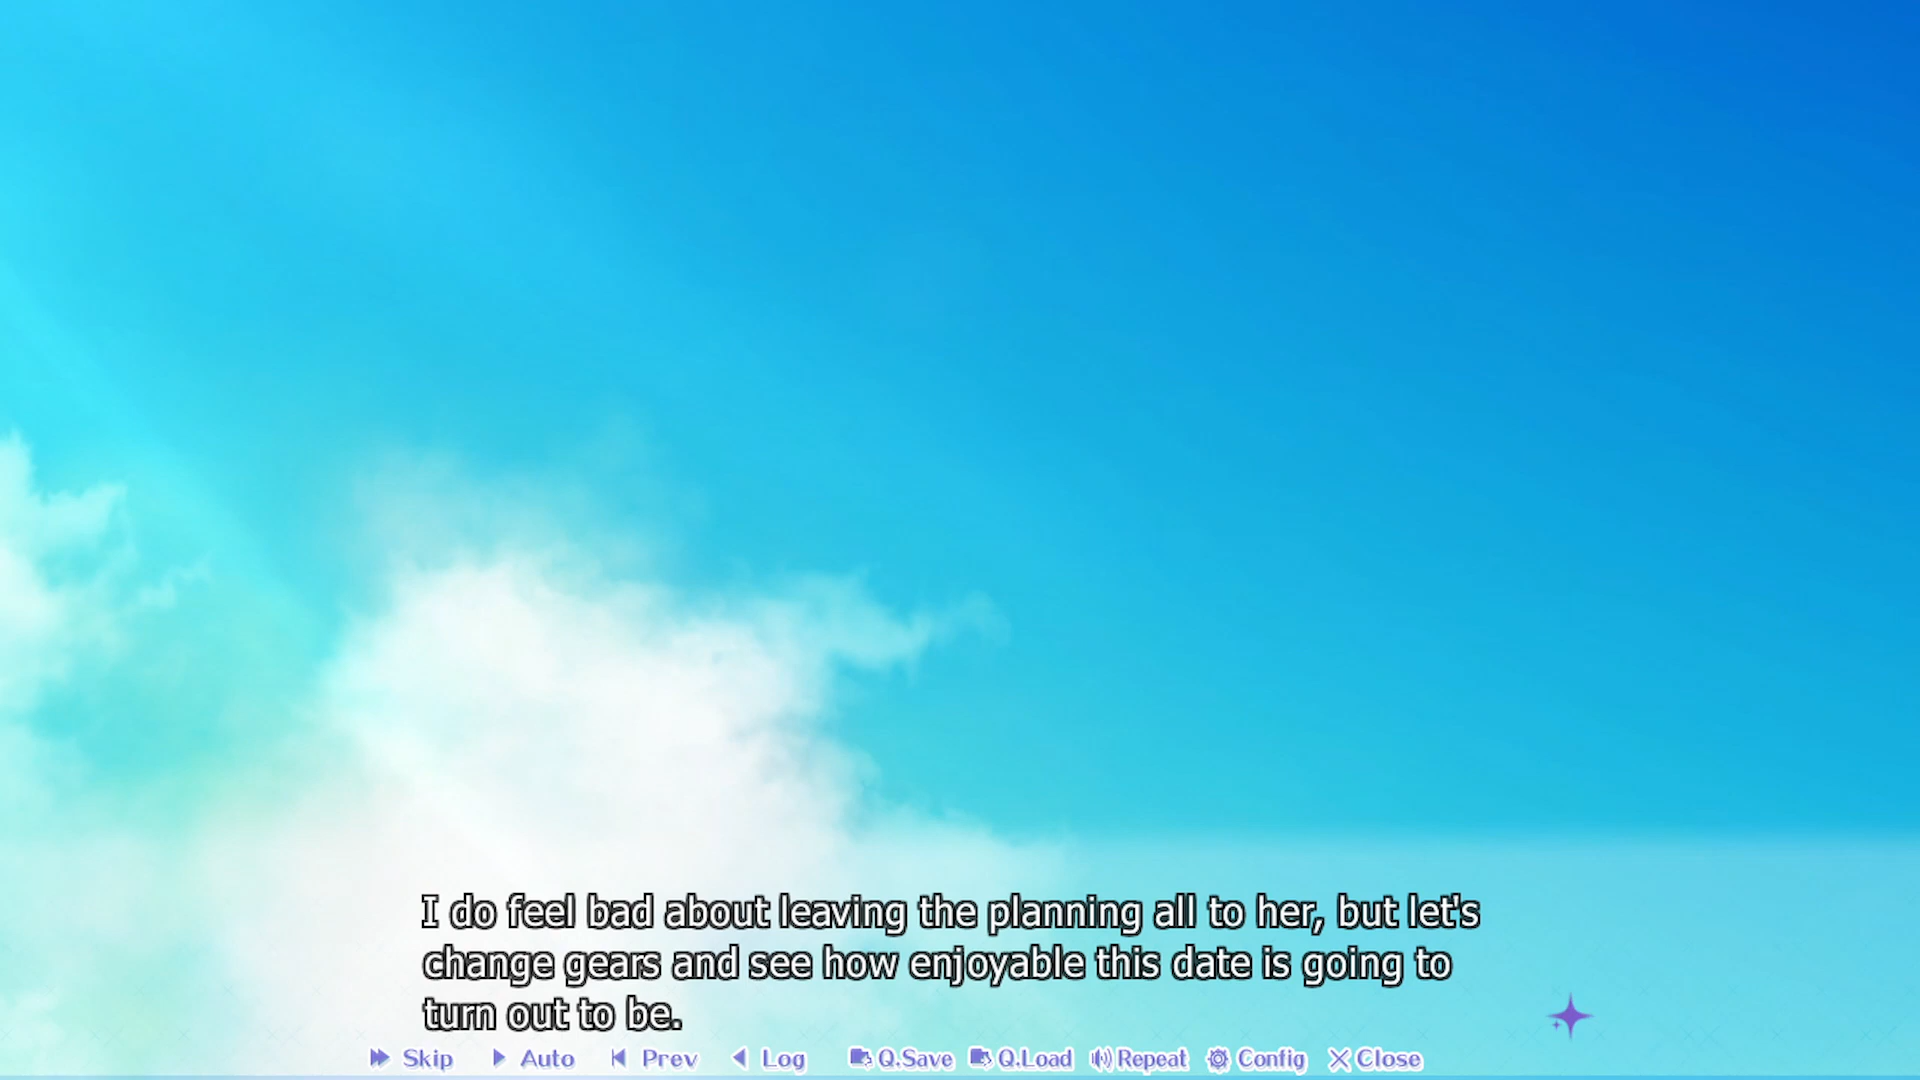 I do feel bad about leaving the planning all to her, but let's
change gears and see how enjoyable this date is going to
turn out to be.
Skip Auto Prev Log Q.Save Q.Load Repeat Config Close